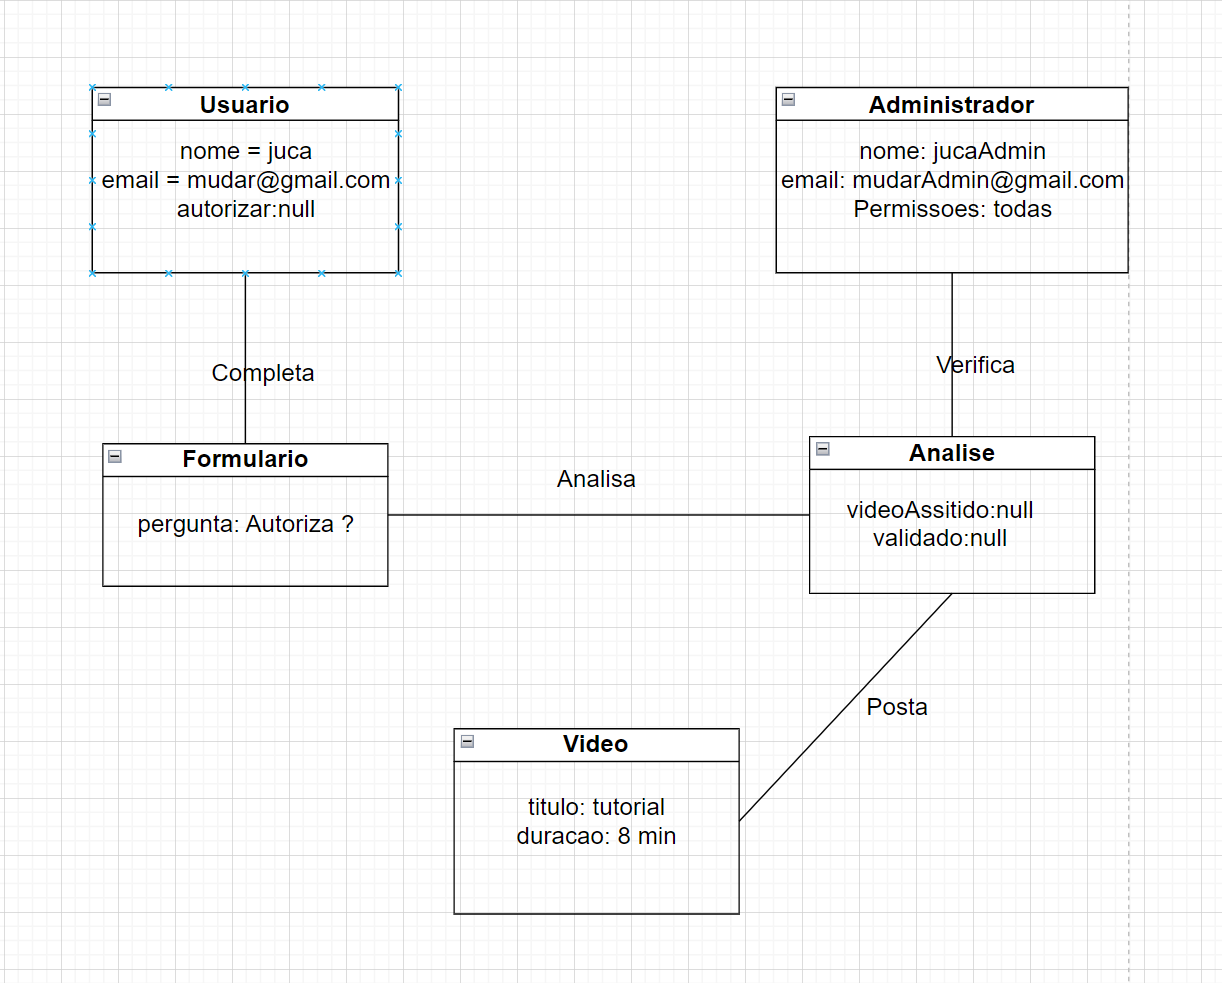 Usuario
nome = juca
email = mudar@gmail.com
autorizar:null
Administrador
nome: jucaAdmin
email: mudarAdmin@gmail.com
Permissoes: todas
Completa
Verifica
Formulario
pergunta: Autoriza ?
Analisa
Analise
videoAssitido:null
validado:null
Posta
Video
titulo: tutorial
duracao: 8 min